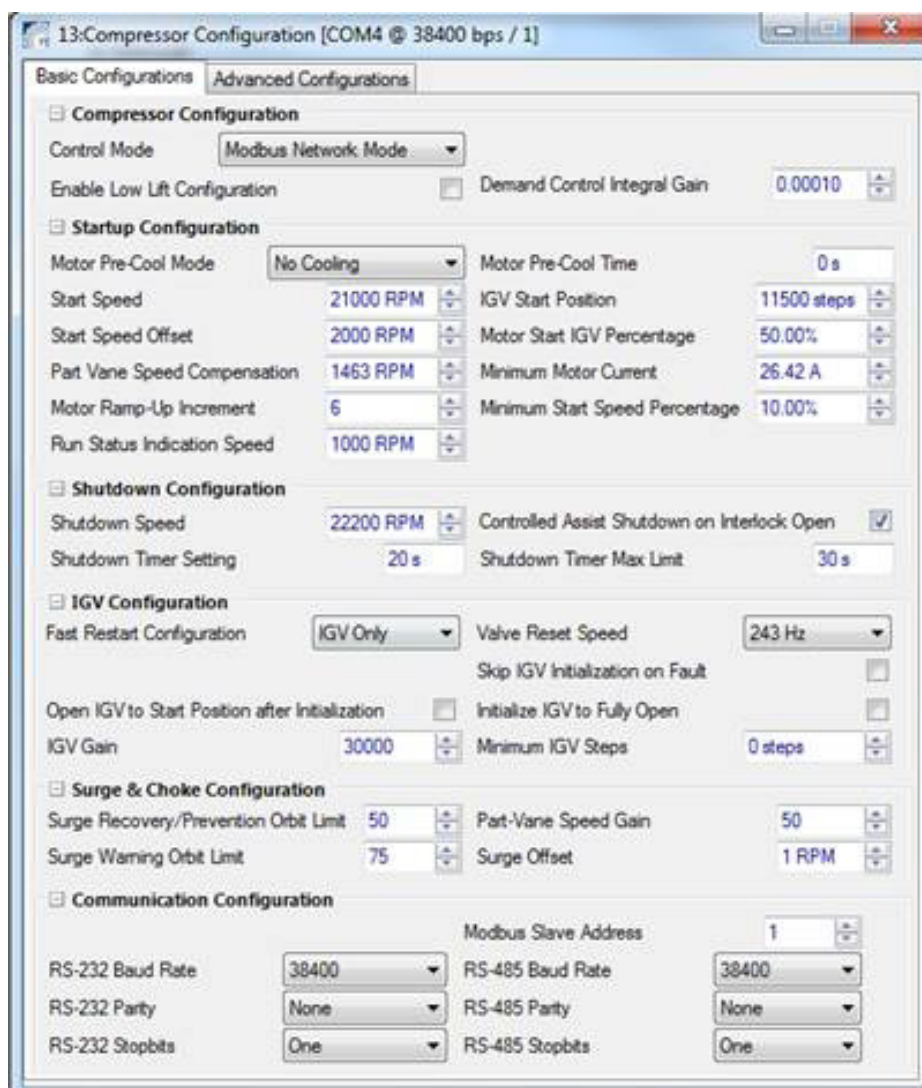 13:Compressor Configuration [COM4 @ 38400 bps / 1]
Basic Configurations Advanced Configurations
Compressor Configuration
Control Mode Modbus Network Mode
Enable Low Lift Configuration Demand Control Integral Gain 0.00010
Startup Configuration
Motor Pre-Cool Mode No Cooling Motor Pre-Cool Time 0 s
Start Speed 21000 RPM IGV Start Position 11500 steps
Start Speed Offset 2000 RPM Motor Start IGV Percentage 50.00%
Part Vane Speed Compensation 1463 RPM Minimum Motor Current 26.42 A
Motor Ramp-Up Increment 6 Minimum Start Speed Percentage 10.00%
Run Status Indication Speed 1000 RPM
Shutdown Configuration
Shutdown Speed 22200 RPM Controlled Assist Shutdown on Interlock Open
Shutdown Timer Setting 20 s Shutdown Timer Max Limit 30 s
IGV Configuration
Fast Restart Configuration IGV Only Valve Reset Speed 243 Hz
Skip IGV Initialization on Fault
Open IGV to Start Position after Initialization Initialize IGV to Fully Open
IGV Gain 30000 Minimum IGV Steps 0 steps
Surge & Choke Configuration
Surge Recovery/Prevention Orbit Limit 50 Part-Vane Speed Gain 50
Surge Warning Orbit Limit 75 Surge Offset 1 RPM
Communication Configuration
Modbus Slave Address 1
RS-232 Baud Rate 38400 RS-485 Baud Rate 38400
RS-232 Parity None RS-485 Parity None
RS-232 Stopbits One RS-485 Stopbits One